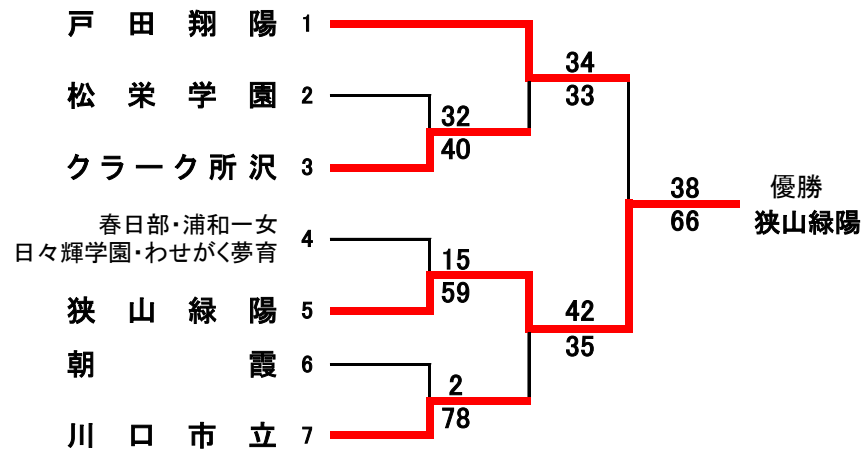 戸田翔陽 1
松栄学園 2
クラーク所沢 3
春日部・浦和一女
日々輝学園・わせがく夢育 4
狭山緑陽 5
朝霞 6
川口市立 7
32
40
15
59
2
78
34
33
42
35
38
66
優勝
狭山緑陽